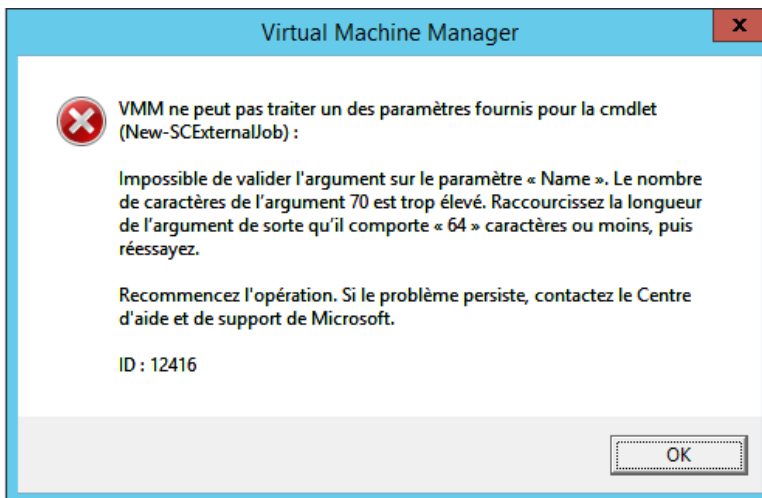 Virtual Machine Manager
x
VMM ne peut pas traiter un des paramètres fournis pour la cmdlet
(New-SCExternalJob) :
Impossible de valider l'argument sur le paramètre « Name ». Le nombre
de caractères de l’argument 70 est trop élevé. Raccourcissez la longueur
de l’argument de sorte qu’il comporte « 64 » caractères ou moins, puis
réessayez.
Recommencez l'opération. Si le problème persiste, contactez le Centre
d'aide et de support de Microsoft.
ID : 12416
OK